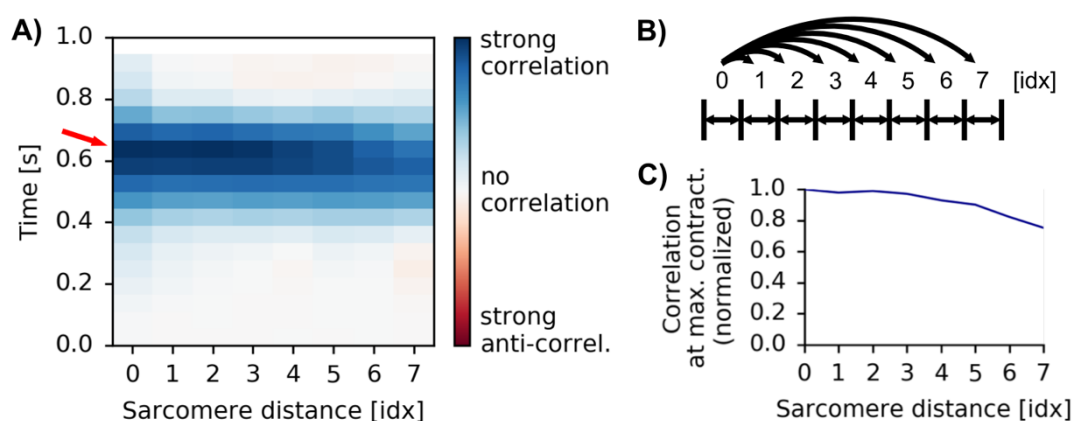 A)
1.0
0.8
0.6
0.4
0.2
0.0
Time [s]
0 1 2 3 4 5 6 7
Sarcomere distance [idx]
strong
correlation
no
correlation
strong
anti-correl.
B)
0 1 2 3 4 5 6 7 [idx]
C)
Correlation
at max. contract.
(normalized)
1.0
0.8
0.6
0.4
0.2
0.0
0 1 2 3 4 5 6 7
Sarcomere distance [idx]